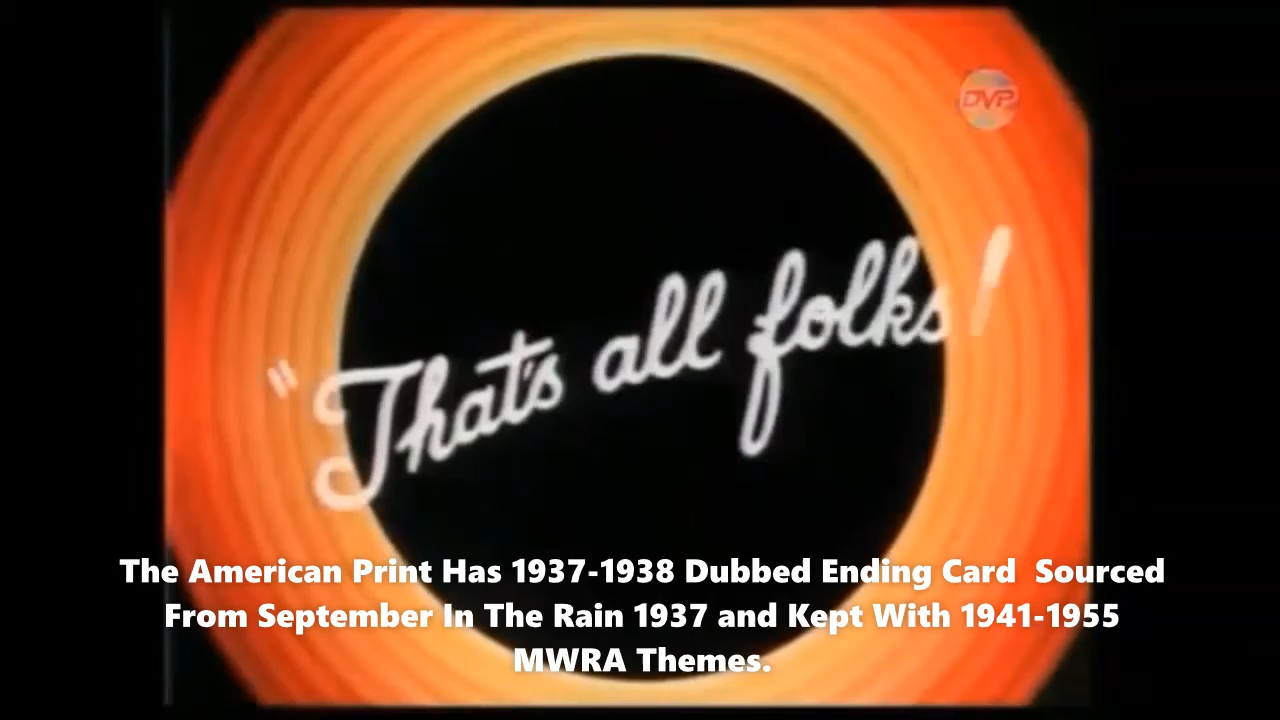 DVP
"That's all folks!
The American Print Has 1937-1938 Dubbed Ending Card  Sourced
From September In The Rain 1937 and Kept With 1941-1955
MWRA Themes.